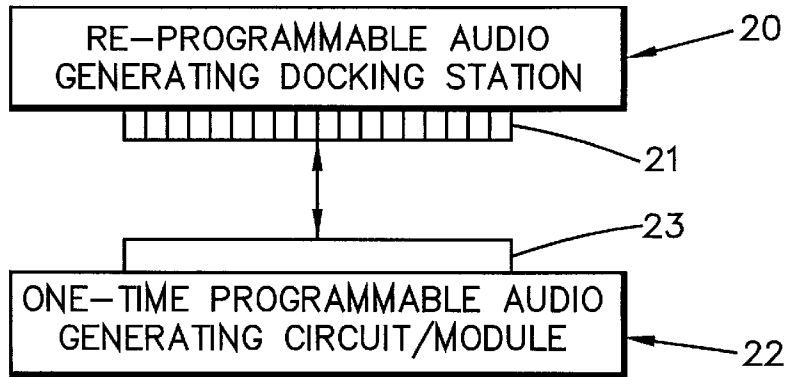 RE-PROGRAMMABLE AUDIO
GENERATING DOCKING STATION
20
21
23
ONE-TIME PROGRAMMABLE AUDIO
GENERATING CIRCUIT/MODULE
22